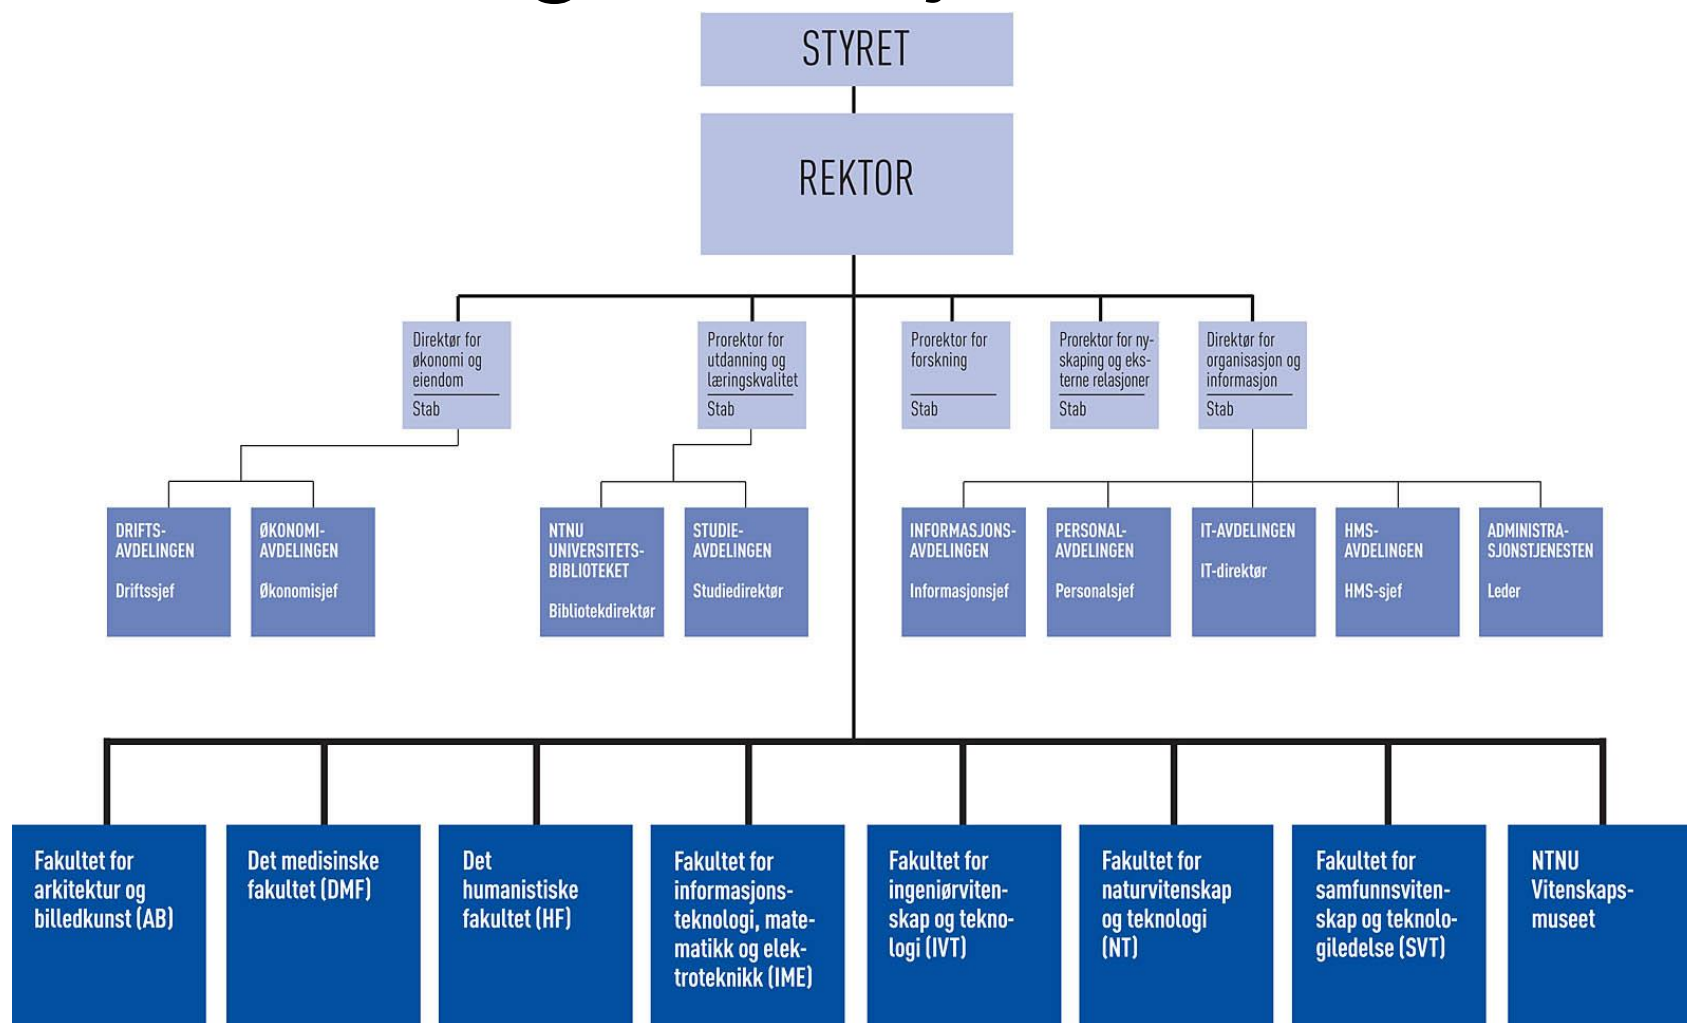 STYRET
REKTOR
Direktør for
økonomi og
eiendom
Stab
Prorektor for
utdanning og
læringskvalitet
Stab
Prorektor for
forskning
Stab
Prorektor for ny-
skaping og eks-
terne relasjoner
Stab
Direktør for
organisasjon og
informasjon
Stab
DRIFTS-
AVDELINGEN
Driftssjef
ØKONOMI-
AVDELINGEN
Økonomisjef
NTNU
UNIVERSITETS-
BIBLIOTEKET
Bibliotekdirektør
STUDIE-
AVDELINGEN
Studiedirektør
INFORMASJONS-
AVDELINGEN
Informasjonsjef
PERSONAL-
AVDELINGEN
Personalsjef
IT-AVDELINGEN
IT-direktør
HMS-
AVDELINGEN
HMS-sjef
ADMINISTRA-
SJONSTJENESTEN
Leder
Fakultet for
arkitektur og
billedkunst (AB)
Det medisinske
fakultet (DMF)
Det
humanistiske
fakultet (HF)
Fakultet for
informasjons-
teknologi, mate-
matikk og elek-
troteknikk (IME)
Fakultet for
ingeniørviten-
skap og tekno-
logi (IVT)
Fakultet for
naturvitenskap
og teknologi
(NT)
Fakultet for
samfunnsviten-
skap og teknolo-
giledelse (SVT)
NTNU
Vitenskaps-
museet